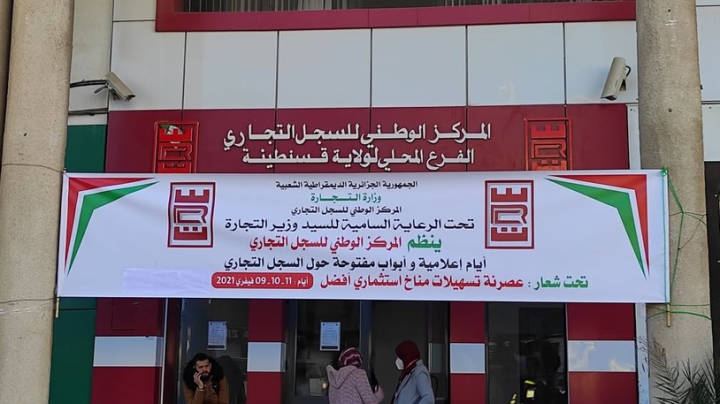 المركز الوطني للسجل التجاري
الفرع المحلي لولاية قسنطينة
الجمهورية الجزائرية الديمقراطية الشعبية
وزارة التجارة
المركز الوطني للسجل التجاري
تحت الرعاية السامية للسيد وزير التجارة
ينظم المركز الوطني للسجل التجاري
أيام إعلامية و أبواب مفتوحة حول السجل التجاري
تحت شعار : عصرنة تسهيلات مناخ استثماري أفضل
أيام : 11 - 10 - 09 فيفري 2021